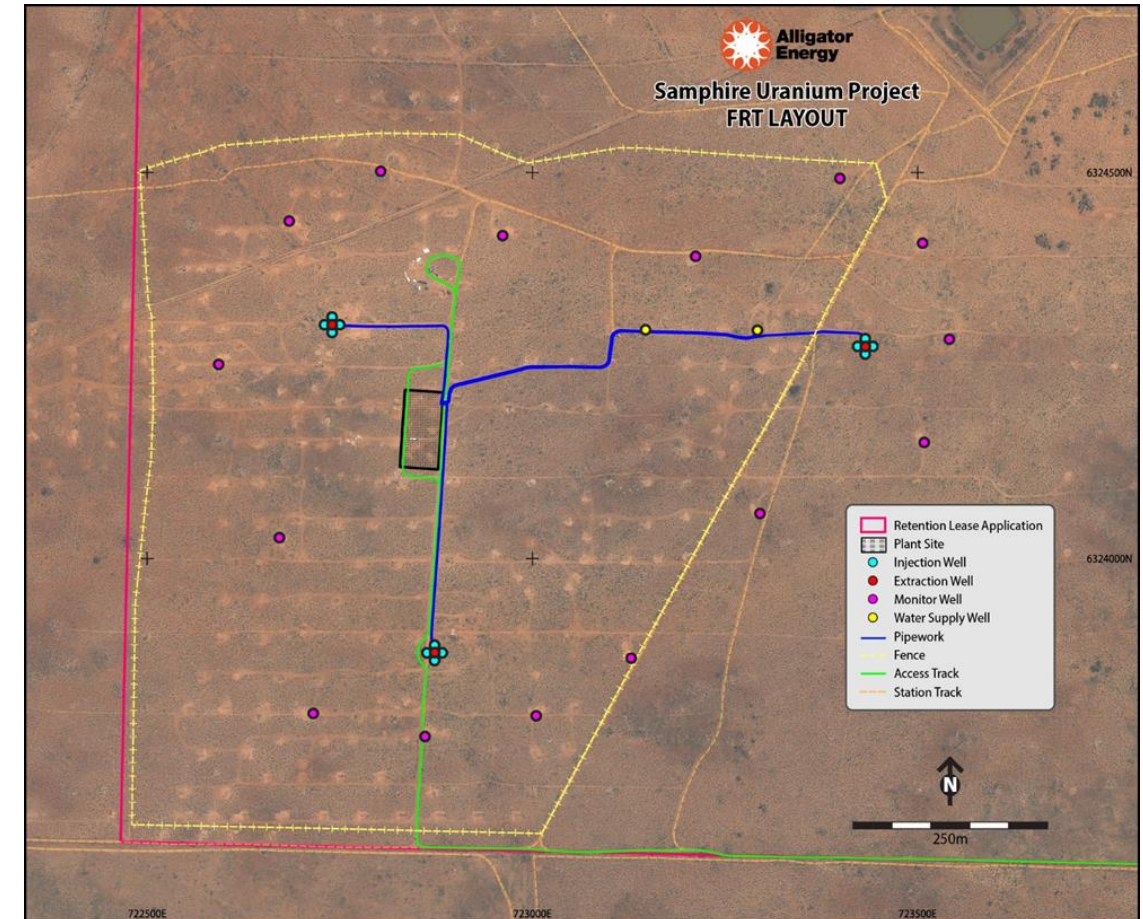 Alligator
Energy
Samphire Uranium Project
FRT LAYOUT
6324500N
Retention Lease Application
Plant Site
Injection Well
Extraction Well
Monitor Well
Water Supply Well
Pipework
Fence
Access Track
Station Track
6324000N
N
250m
722500E
723000E
723500E